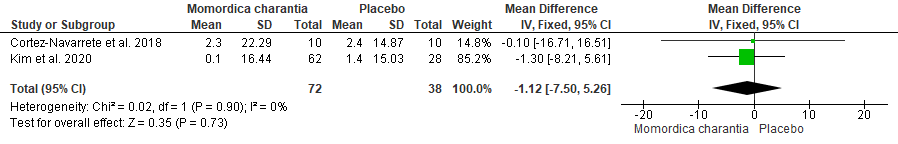 Momordica charantia Placebo Mean Difference Mean Difference
Study or Subgroup Mean SD Total Mean SD Total Weight IV, Fixed, 95% CI IV, Fixed, 95% CI
Cortez-Navarrete et al. 2018 2.3 22.29 10 2.4 14.87 10 14.8% -0.10 [-16.71, 16.51]
Kim et al. 2020 0.1 16.44 62 1.4 15.03 28 85.2% -1.30 [-8.21, 5.61]
Total (95% CI) 72 38 100.0% -1.12 [-7.50, 5.26]
Heterogeneity: Chi² = 0.02, df = 1 (P = 0.90); I² = 0%
Test for overall effect: Z = 0.35 (P = 0.73)
-20 -10 0 10 20
Momordica charantia Placebo